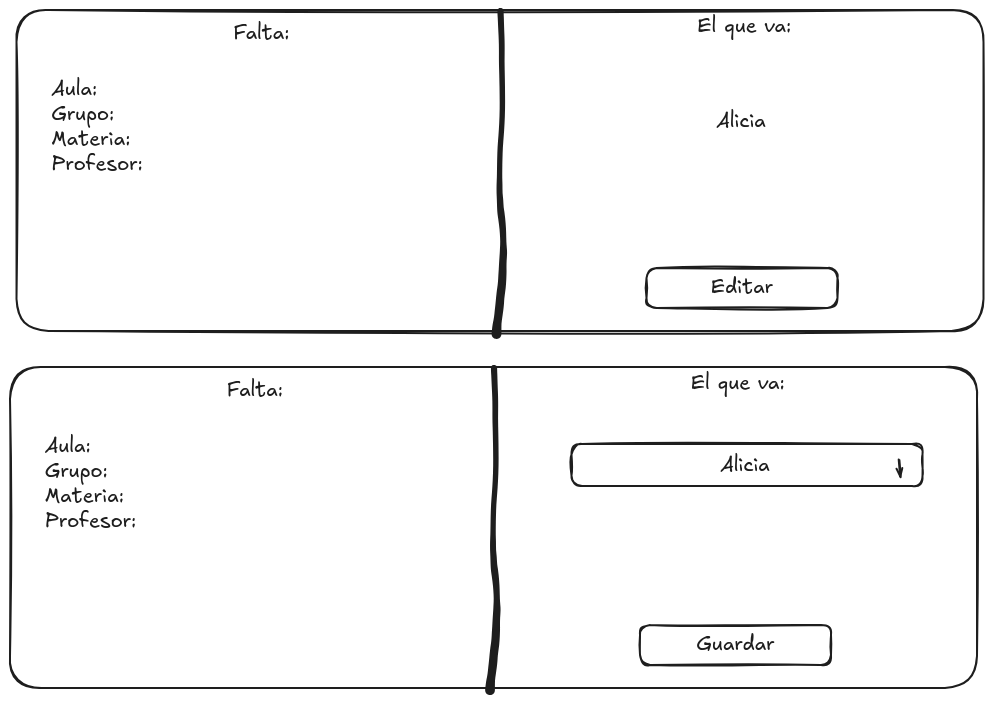 Falta:
El que va:
Aula:
Grupo:
Materia:
Profesor:
Alicia
Editar
Falta:
El que va:
Aula:
Grupo:
Materia:
Profesor:
Alicia
Guardar